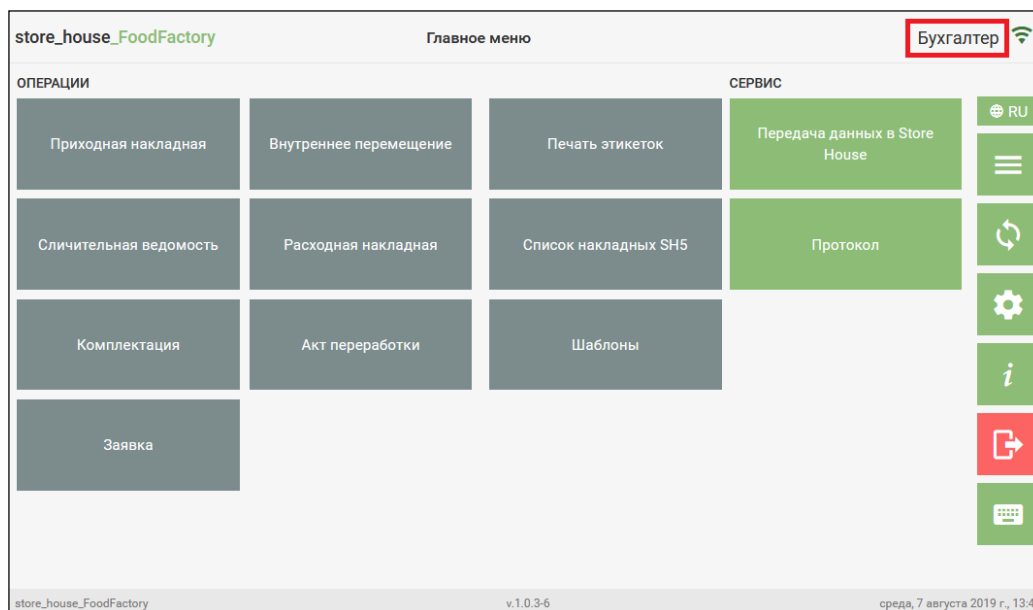 store_house_FoodFactory
Главное меню
Бухгалтер
ОПЕРАЦИИ
СЕРВИС
Приходная накладная
Внутреннее перемещение
Печать этикеток
Передача данных в Store
House
RU
Сличительная ведомость
Расходная накладная
Список накладных SH5
Протокол
Комплектация
Акт переработки
Шаблоны
i
Заявка
store_house_FoodFactory
v.1.0.3-6
среда, 7 августа 2019 г., 13:4